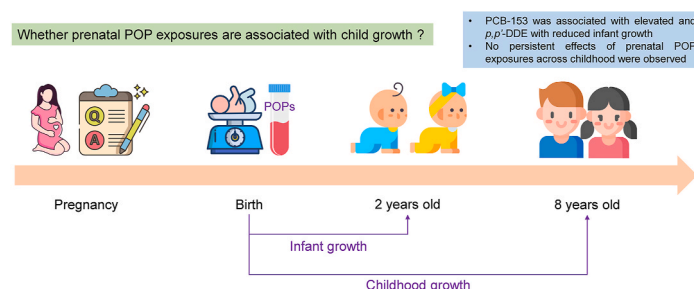 Whether prenatal POP exposures are associated with child growth ?
• PCB-153 was associated with elevated and
p,p'-DDE with reduced infant growth
• No persistent effects of prenatal POP
exposures across childhood were observed
Q
A
POPs
Pregnancy
Birth
2 years old
8 years old
Infant growth
Childhood growth